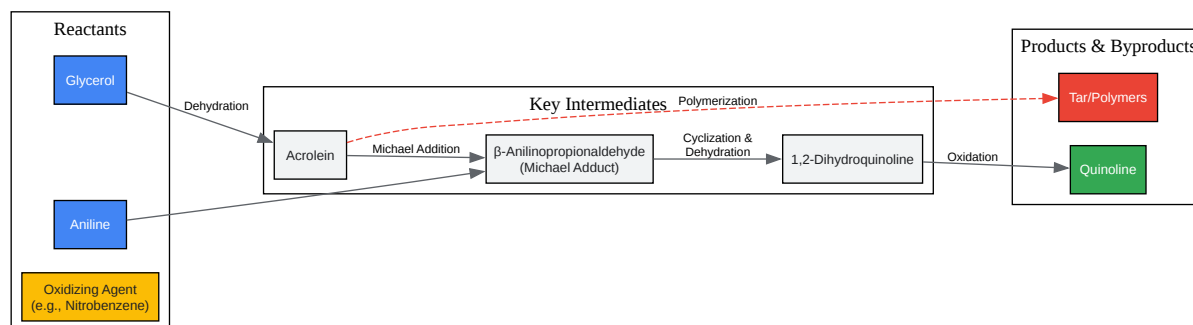 Reactants
Glycerol
Aniline
Oxidizing Agent
(e.g., Nitrobenzene)
Dehydration
Key Intermediates
Acrolein
Michael Addition
β-Anilinopropionaldehyde
(Michael Adduct)
Polymerization
Cyclization &
Dehydration
1,2-Dihydroquinoline
Oxidation
Products & Byproducts
Tar/Polymers
Quinoline